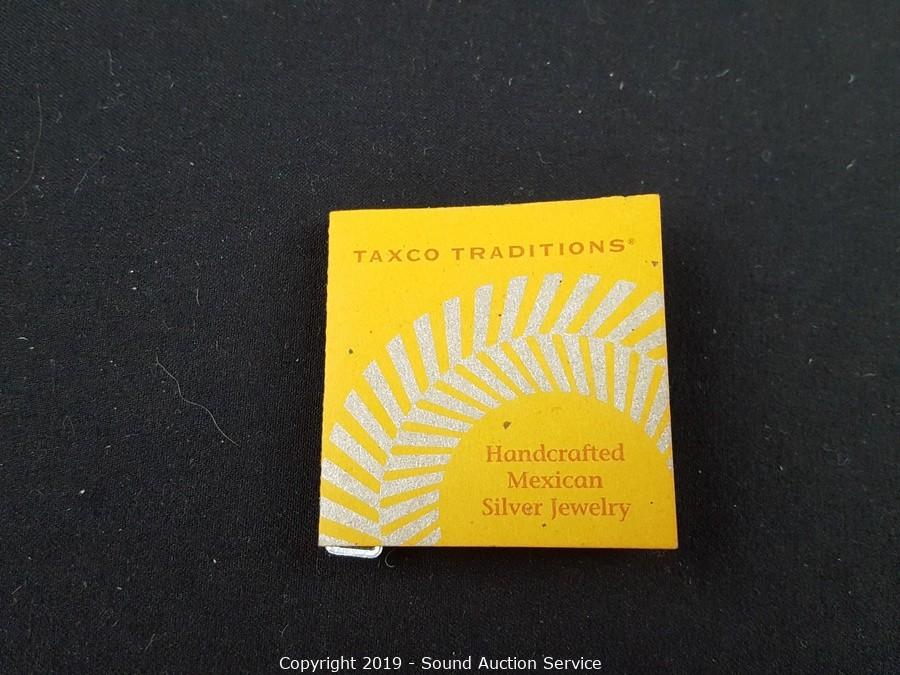 TAXCO TRADITIONS®
Handcrafted
Mexican
Silver Jewelry
Copyright 2019 - Sound Auction Service